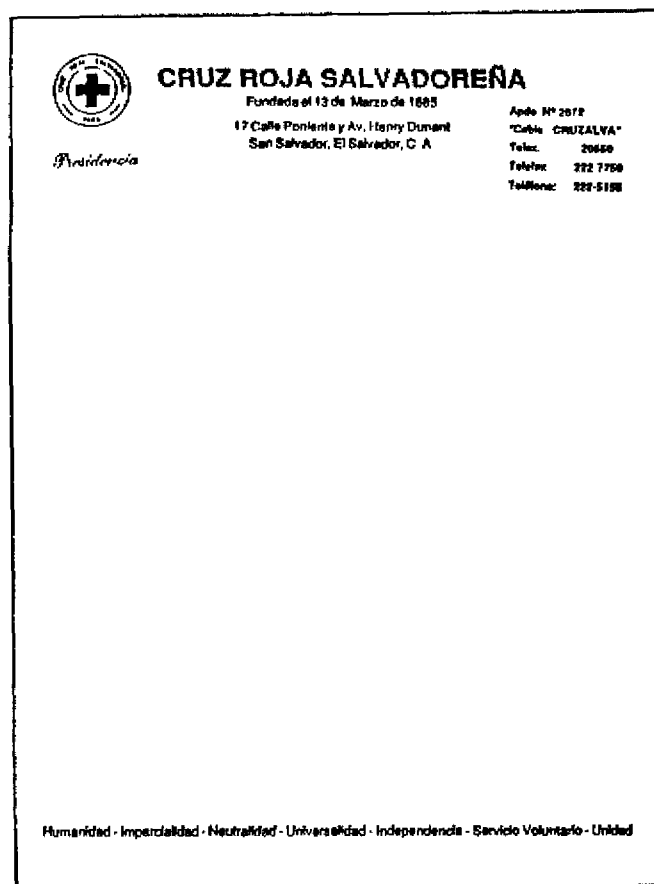 CRUZ ROJA SALVADOREÑA
Fundada el 13 de Marzo de 1885
17 Calle Poniente y Av. Henry Dunant
San Salvador, El Salvador, C A
Presidencia
Apdo Nº 2672
"Cable CRUZALVA"
Telex: 20550
Telefax 222 7758
Teléfono: 222-5155
Humanidad - Imparcialidad - Neutralidad - Universalidad - Independencia - Servicio Voluntario - Unidad